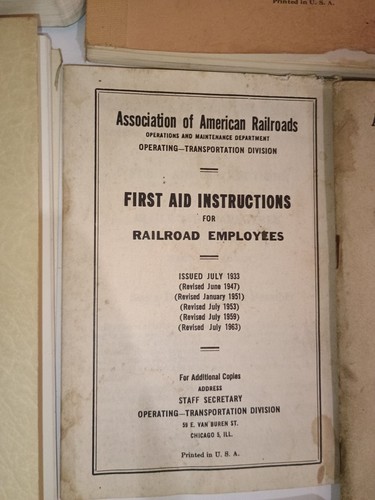 Printed in U. S. A.
Association of American Railroads
OPERATIONS AND MAINTENANCE DEPARTMENT
OPERATING—TRANSPORTATION DIVISION
FIRST AID INSTRUCTIONS
FOR
RAILROAD EMPLOYEES
ISSUED JULY 1933
(Revised June 1947)
(Revised January 1951)
(Revised July 1953)
(Revised July 1959)
(Revised July 1963)
For Additional Copies
ADDRESS
STAFF SECRETARY
OPERATING—TRANSPORTATION DIVISION
59 E. VAN BUREN ST.
CHICAGO 5, ILL.
Printed in U. S. A.